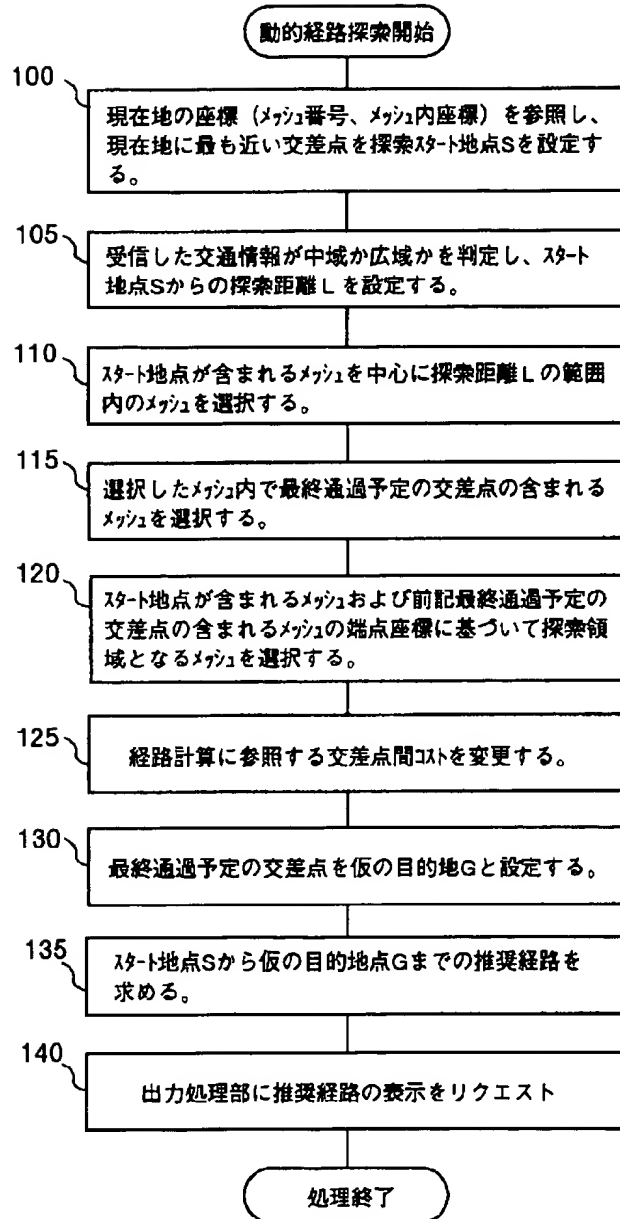 動的経路探索開始
100
現在地の座標(ﾒｯｼｭ番号、ﾒｯｼｭ内座標)を参照し、
現在地に最も近い交差点を探索ｽﾀｰﾄ地点Sを設定す
る。
105
受信した交通情報が中域か広域かを判定し、ｽﾀｰﾄ
地点Sからの探索距離Lを設定する。
110
ｽﾀｰﾄ地点が含まれるﾒｯｼｭを中心に探索距離Lの範囲
内のﾒｯｼｭを選択する。
115
選択したﾒｯｼｭ内で最終通過予定の交差点の含まれる
ﾒｯｼｭを選択する。
120
ｽﾀｰﾄ地点が含まれるﾒｯｼｭおよび前記最終通過予定の
交差点の含まれるﾒｯｼｭの端点座標に基づいて探索領
域となるﾒｯｼｭを選択する。
125
経路計算に参照する交差点間ｺｽﾄを変更する。
130
最終通過予定の交差点を仮の目的地Gと設定する。
135
ｽﾀｰﾄ地点Sから仮の目的地点Gまでの推奨経路を
求める。
140
出力処理部に推奨経路の表示をリクエスト
処理終了